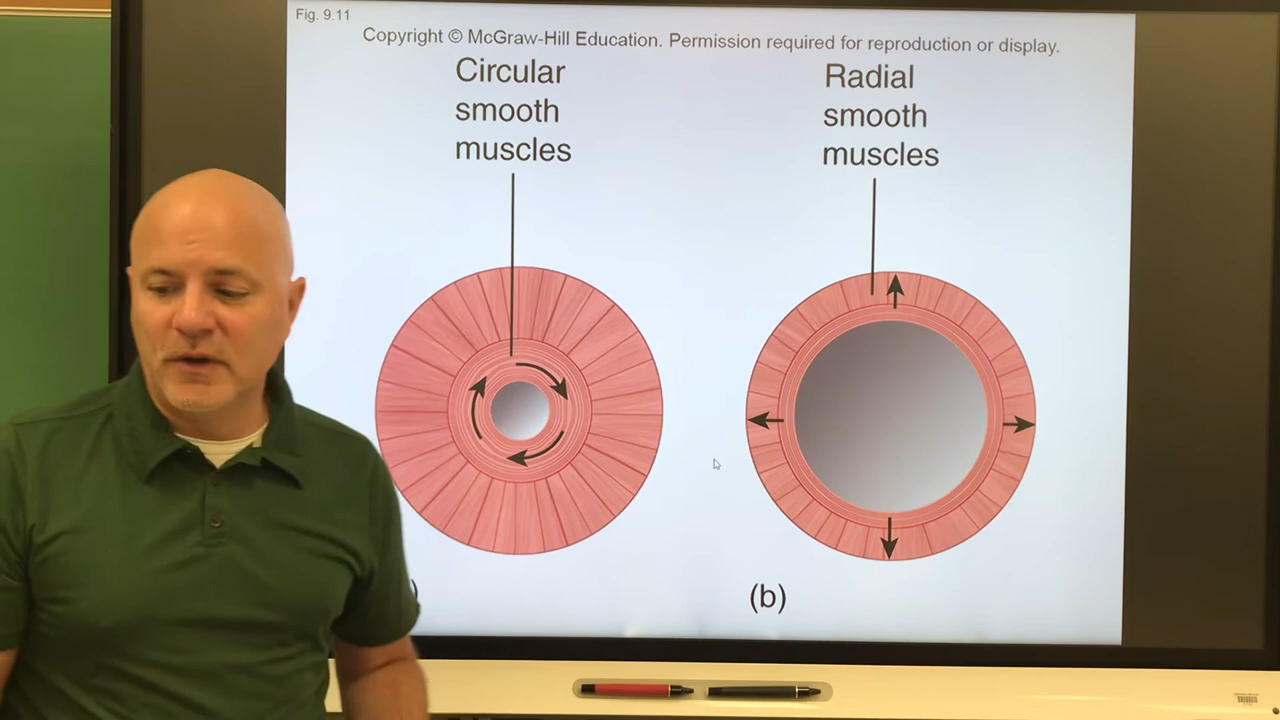 Fig. 9.11
Copyright © McGraw-Hill Education. Permission required for reproduction or display.
Circular
smooth
muscles
Radial
smooth
muscles
)
(b)